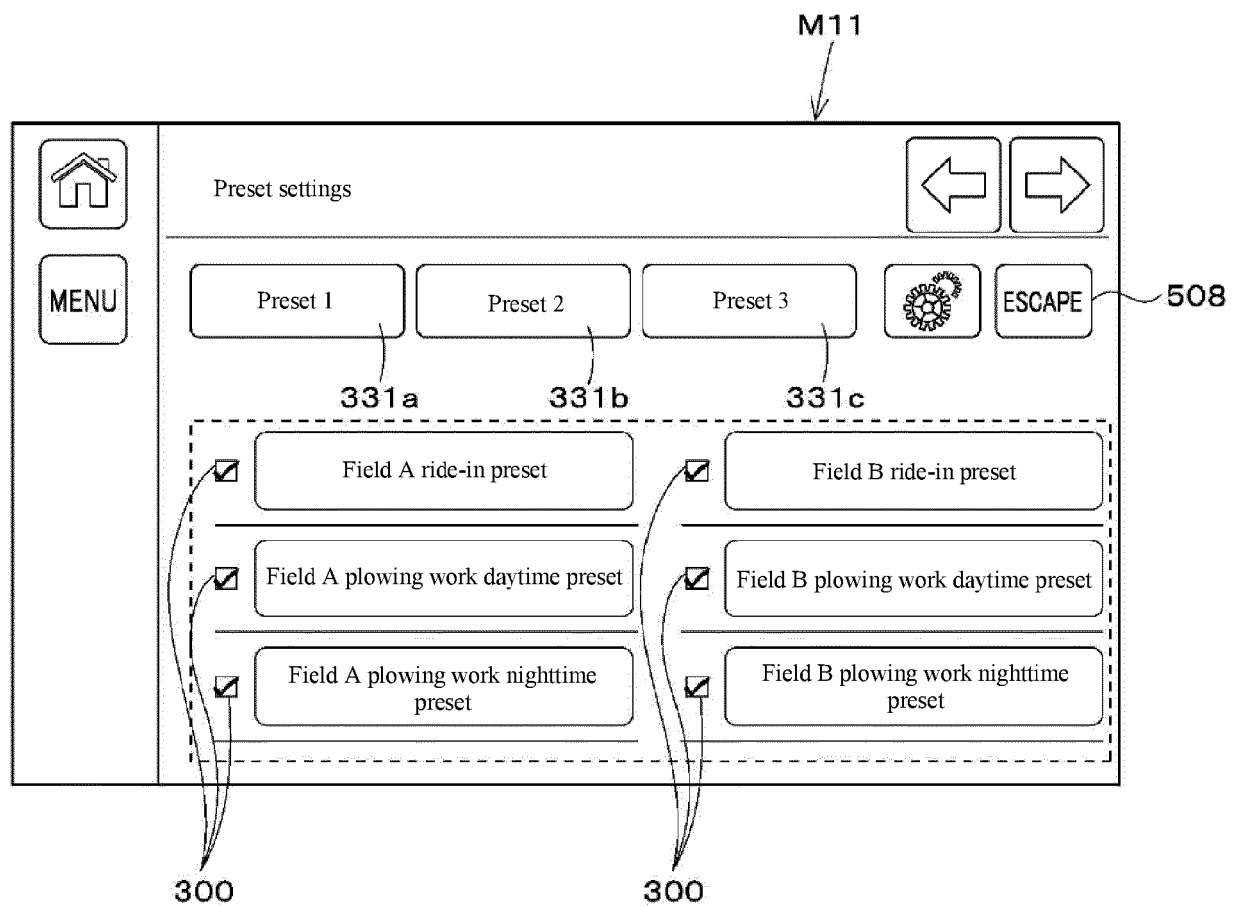 M11
Preset settings
MENU
Preset 1
Preset 2
Preset 3
ESCAPE
508
331a
331b
331c
Field A ride-in preset
Field B ride-in preset
Field A plowing work daytime preset
Field B plowing work daytime preset
Field A plowing work nighttime
preset
Field B plowing work nighttime
preset
300
300